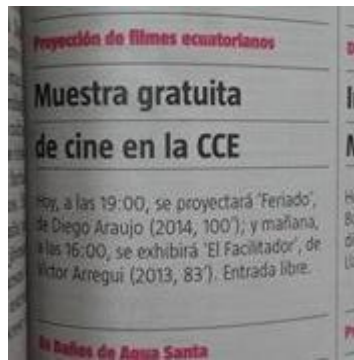 Proyección de filmes ecuatorianos
Muestra gratuita
de cine en la CCE
Hoy, a las 19:00, se proyectará 'Feriado',
de Diego Araujo (2014, 100'); y mañana,
a las 16:00, se exhibirá 'El Facilitador', de
Víctor Arregui (2013, 83'). Entrada libre.
En Baños de Agua Santa